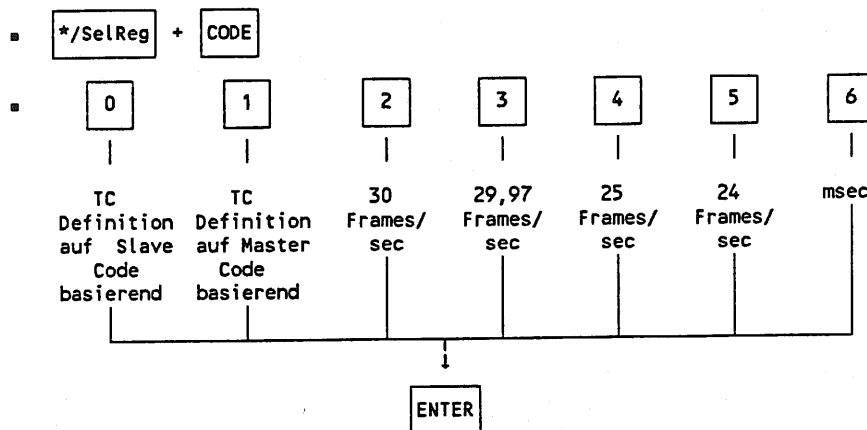 */SelReg + CODE
0 1 2 3 4 5 6
TC TC 30 29,97 25 24 msec
Definition Definition Frames/ Frames/ Frames/ Frames/
auf Slave auf Master sec sec sec sec
Code Code
basierend basierend
ENTER